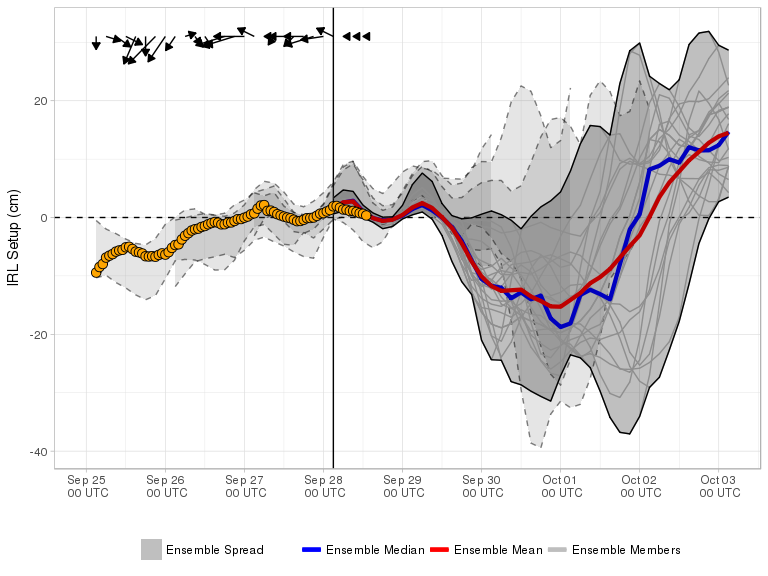 IRL Setup (cm)
20
0
-20
-40
Sep 25 Sep 26 Sep 27 Sep 28 Sep 29 Sep 30 Oct 01 Oct 02 Oct 03
00 UTC 00 UTC 00 UTC 00 UTC 00 UTC 00 UTC 00 UTC 00 UTC 00 UTC
Ensemble Spread Ensemble Median Ensemble Mean Ensemble Members